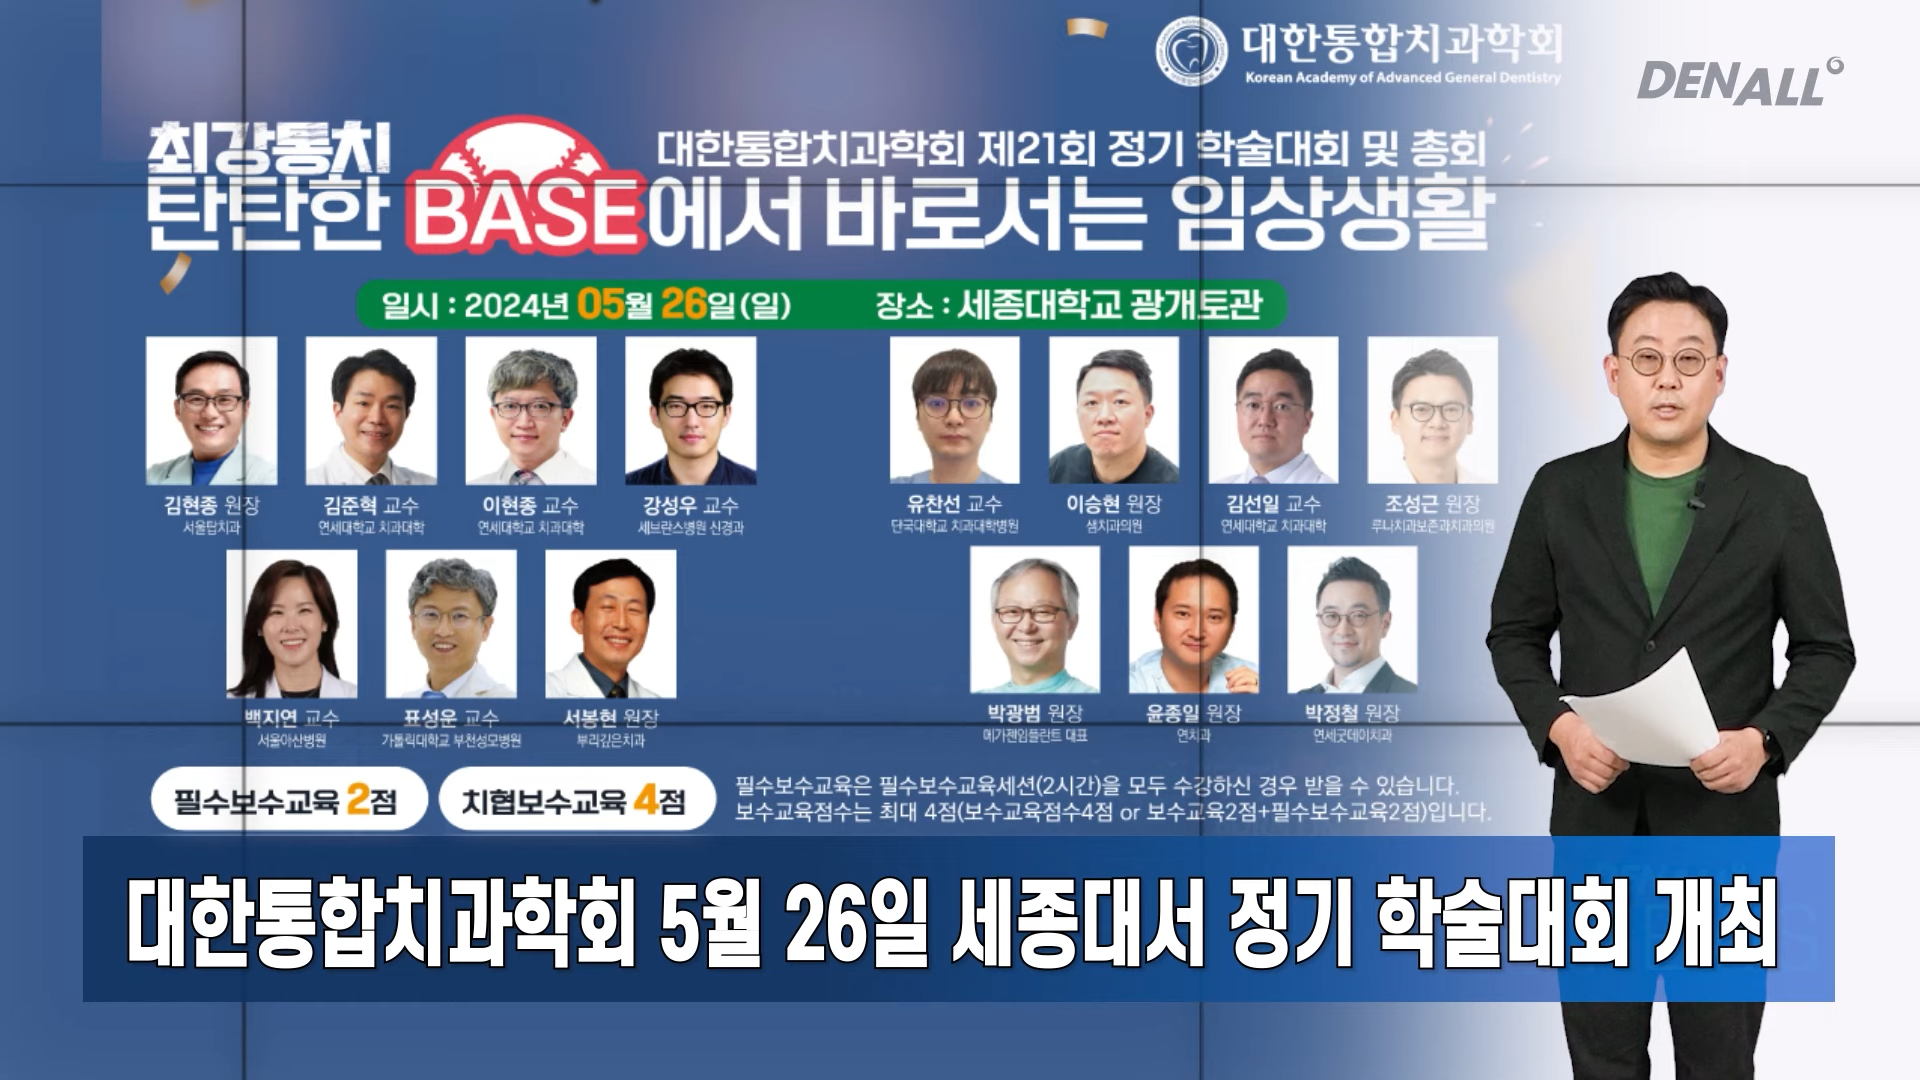 대한통합치과학회
Korean Academy of Advanced General Dentistry
DENALL
최강통치
대한통합치과학회 제21회 정기 학술대회 및 총회
탄탄한 BASE에서 바로서는 임상생활
일시 : 2024년 05월 26일(일) 장소 : 세종대학교 광개토관
김현종 원장 김준혁 교수 이현종 교수 강성우 교수 유찬선 교수 이승현 원장 김선일 교수 조성근 원장
서울탑치과 연세대학교 치과대학 연세대학교 치과대학 세브란스병원 신경과 단국대학교 치과대학병원 샘치과의원 연세대학교 치과대학 루나치과보존과치과의원
백지연 교수 표성운 교수 서봉현 원장 박광범 원장 윤종일 원장 박정철 원장
서울아산병원 가톨릭대학교 부천성모병원 뿌리깊은치과 메가젠임플란트 대표 연치과 연세굿데이치과
필수보수교육 2점 치협보수교육 4점
필수보수교육은 필수보수교육세션(2시간)을 모두 수강하신 경우 받을 수 있습니다.
보수교육점수는 최대 4점(보수교육점수4점 or 보수교육2점+필수보수교육2점)입니다.
대한통합치과학회 5월 26일 세종대서 정기 학술대회 개최